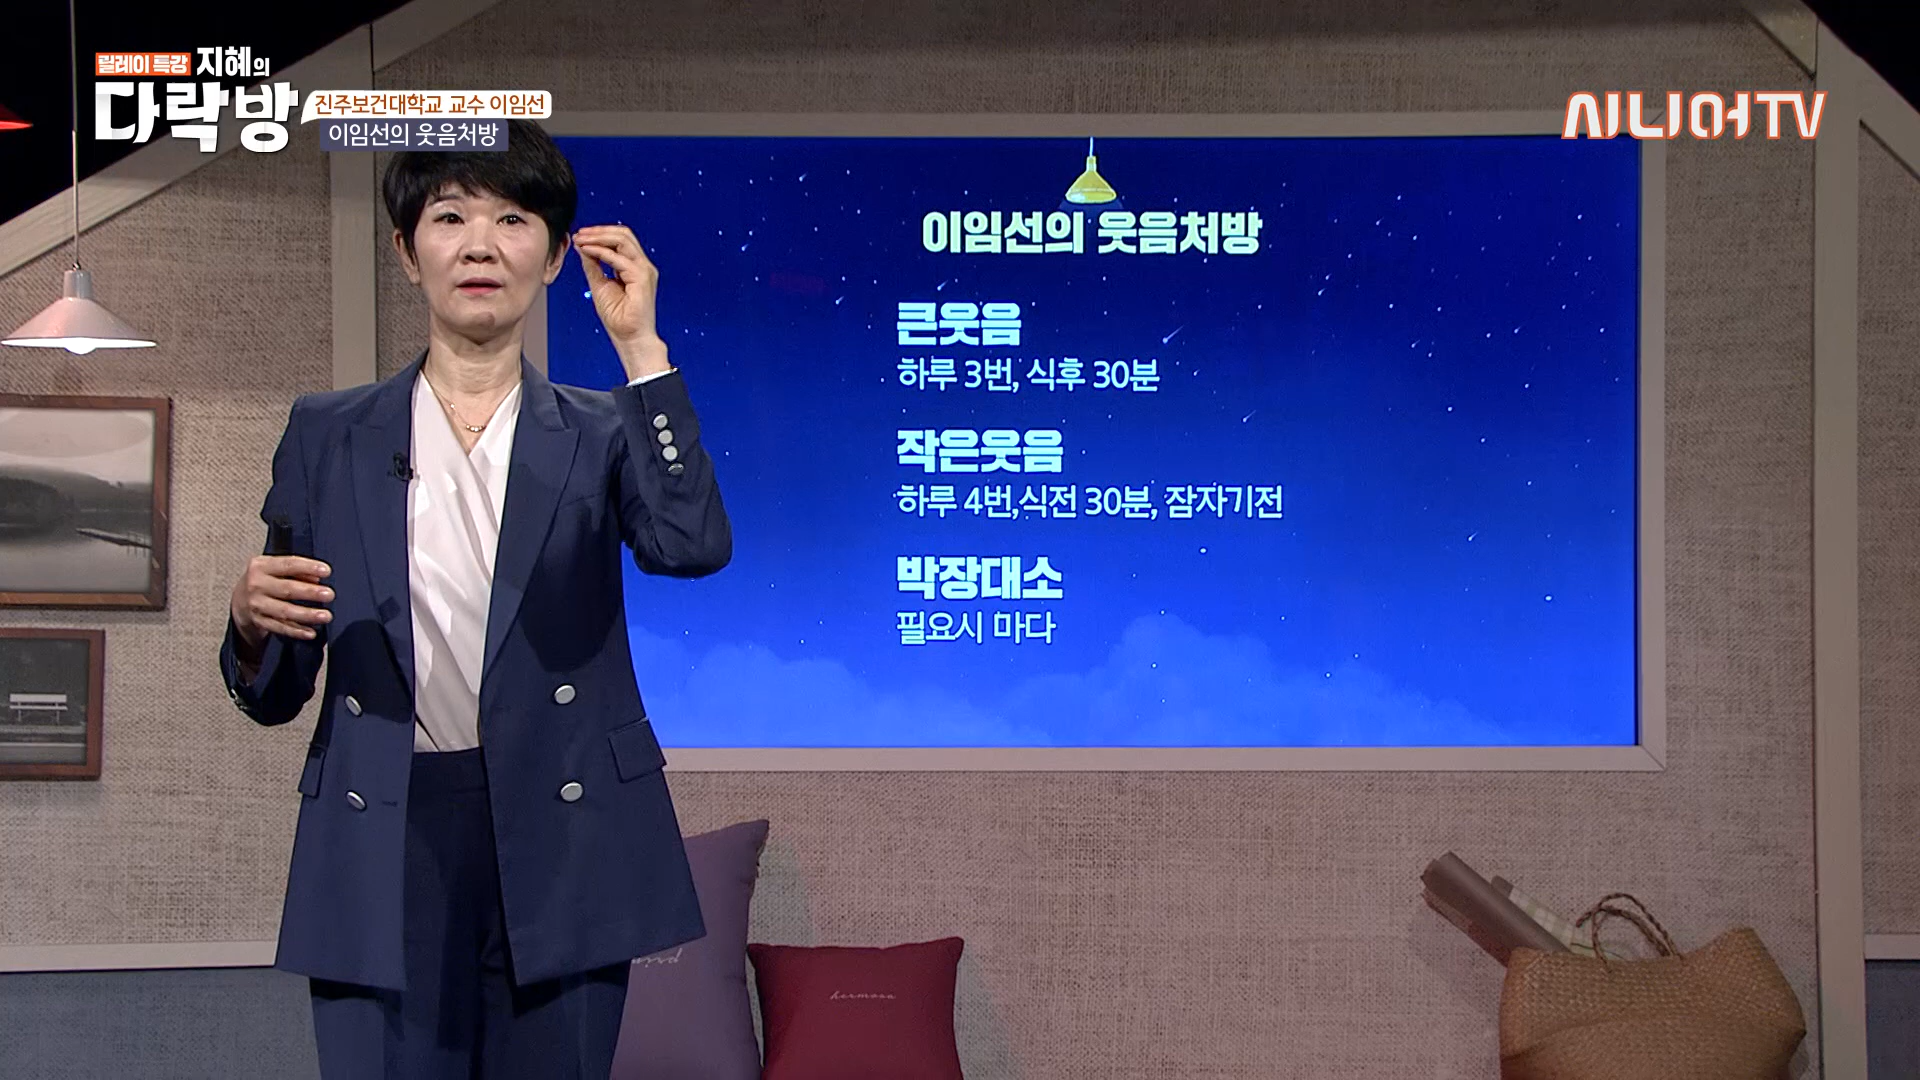 릴레이 특강 지혜의
다락방
진주보건대학교 교수 이임선
이임선의 웃음처방
시니어TV
이임선의 웃음처방
큰웃음
하루 3번, 식후 30분
작은웃음
하루 4번,식전 30분, 잠자기전
박장대소
필요시 마다
hermosa